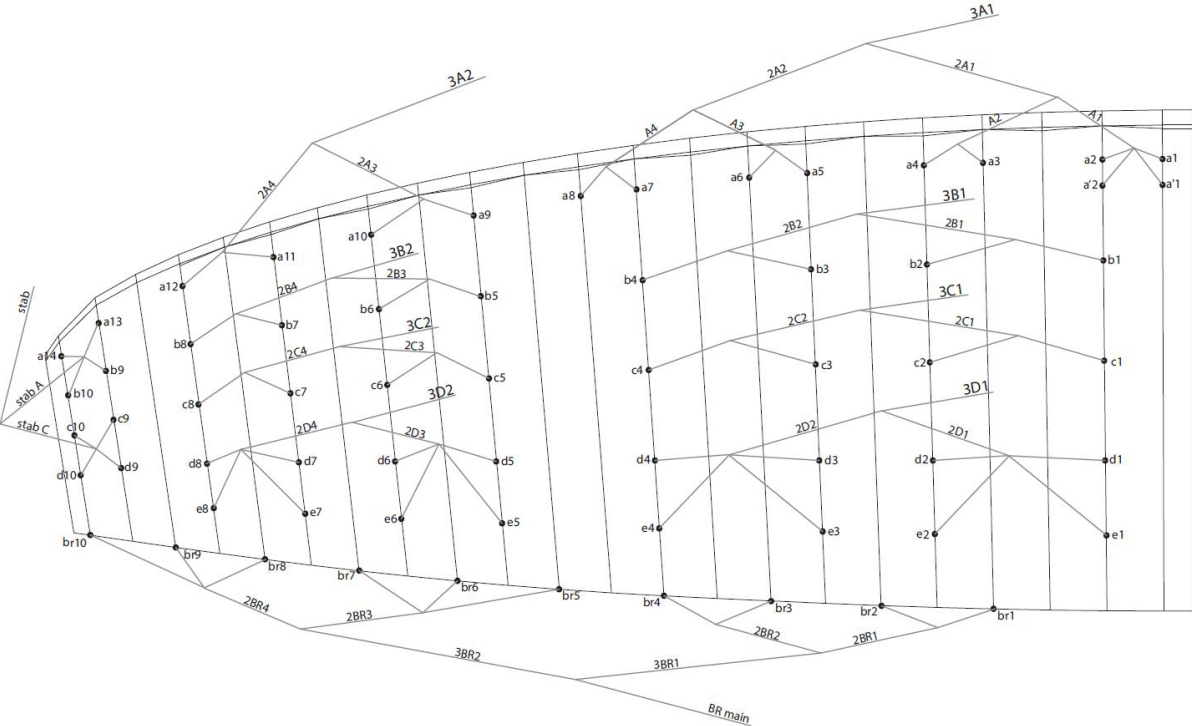 3A1
2A2
2A1
3A2
A4
A3
A2
A1
2A3
2A4
a2
a1
a4
a3
a6
a5
a8
a7
a'2
a'1
3B1
a9
a10
2B2
2B1
3B2
a11
b2
b1
b3
b4
2B3
a12
2B4
b5
stab
3C1
b6
a13
b7
3C2
2C2
2C1
b8
2C4
2C3
a14
b9
c2
c1
c3
c4
c5
c6
3D1
stab A
b10
c7
3D2
c8
c9
stab C
c10
2D4
2D3
2D2
2D1
d10
d9
d8
d7
d6
d5
d4
d3
d2
d1
e8
e7
e6
e5
e4
e3
e2
e1
br10
br9
br8
br7
br6
br5
br4
br3
br2
br1
2BR4
2BR3
2BR2
2BR1
3BR2
3BR1
BR main